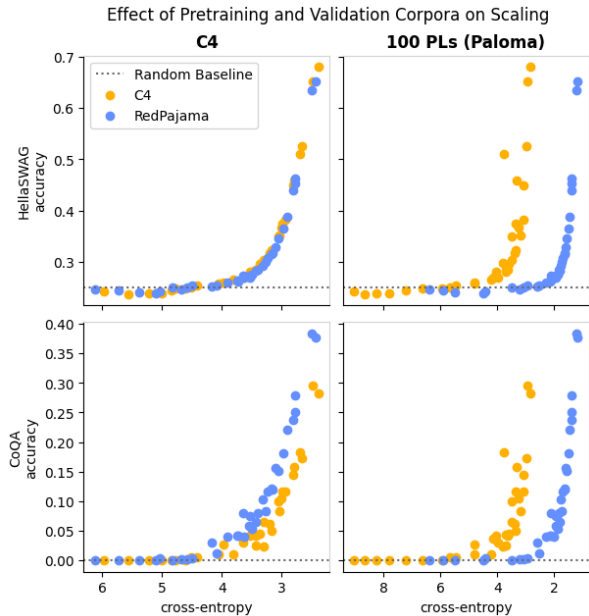 Effect of Pretraining and Validation Corpora on Scaling
C4
100 PLs (Paloma)
0.7
0.6
0.5
0.4
0.3
HellaSWAG
accuracy
Random Baseline
C4
RedPajama
0.40
0.35
0.30
0.25
0.20
0.15
0.10
0.05
0.00
CoQA
accuracy
6
5
4
3
8
6
4
2
cross-entropy
cross-entropy